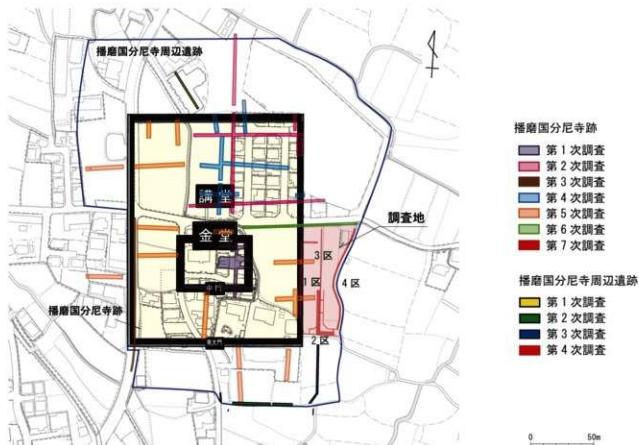 播磨国分尼寺周辺遺跡
播磨国分尼寺跡
第1次調査
第2次調査
第3次調査
第4次調査
第5次調査
第6次調査
第7次調査
講堂
調査地
金堂
3区
1区
4区
中門
播磨国分尼寺周辺遺跡
第1次調査
第2次調査
第3次調査
第4次調査
播磨国分尼寺跡
2区
0 50m